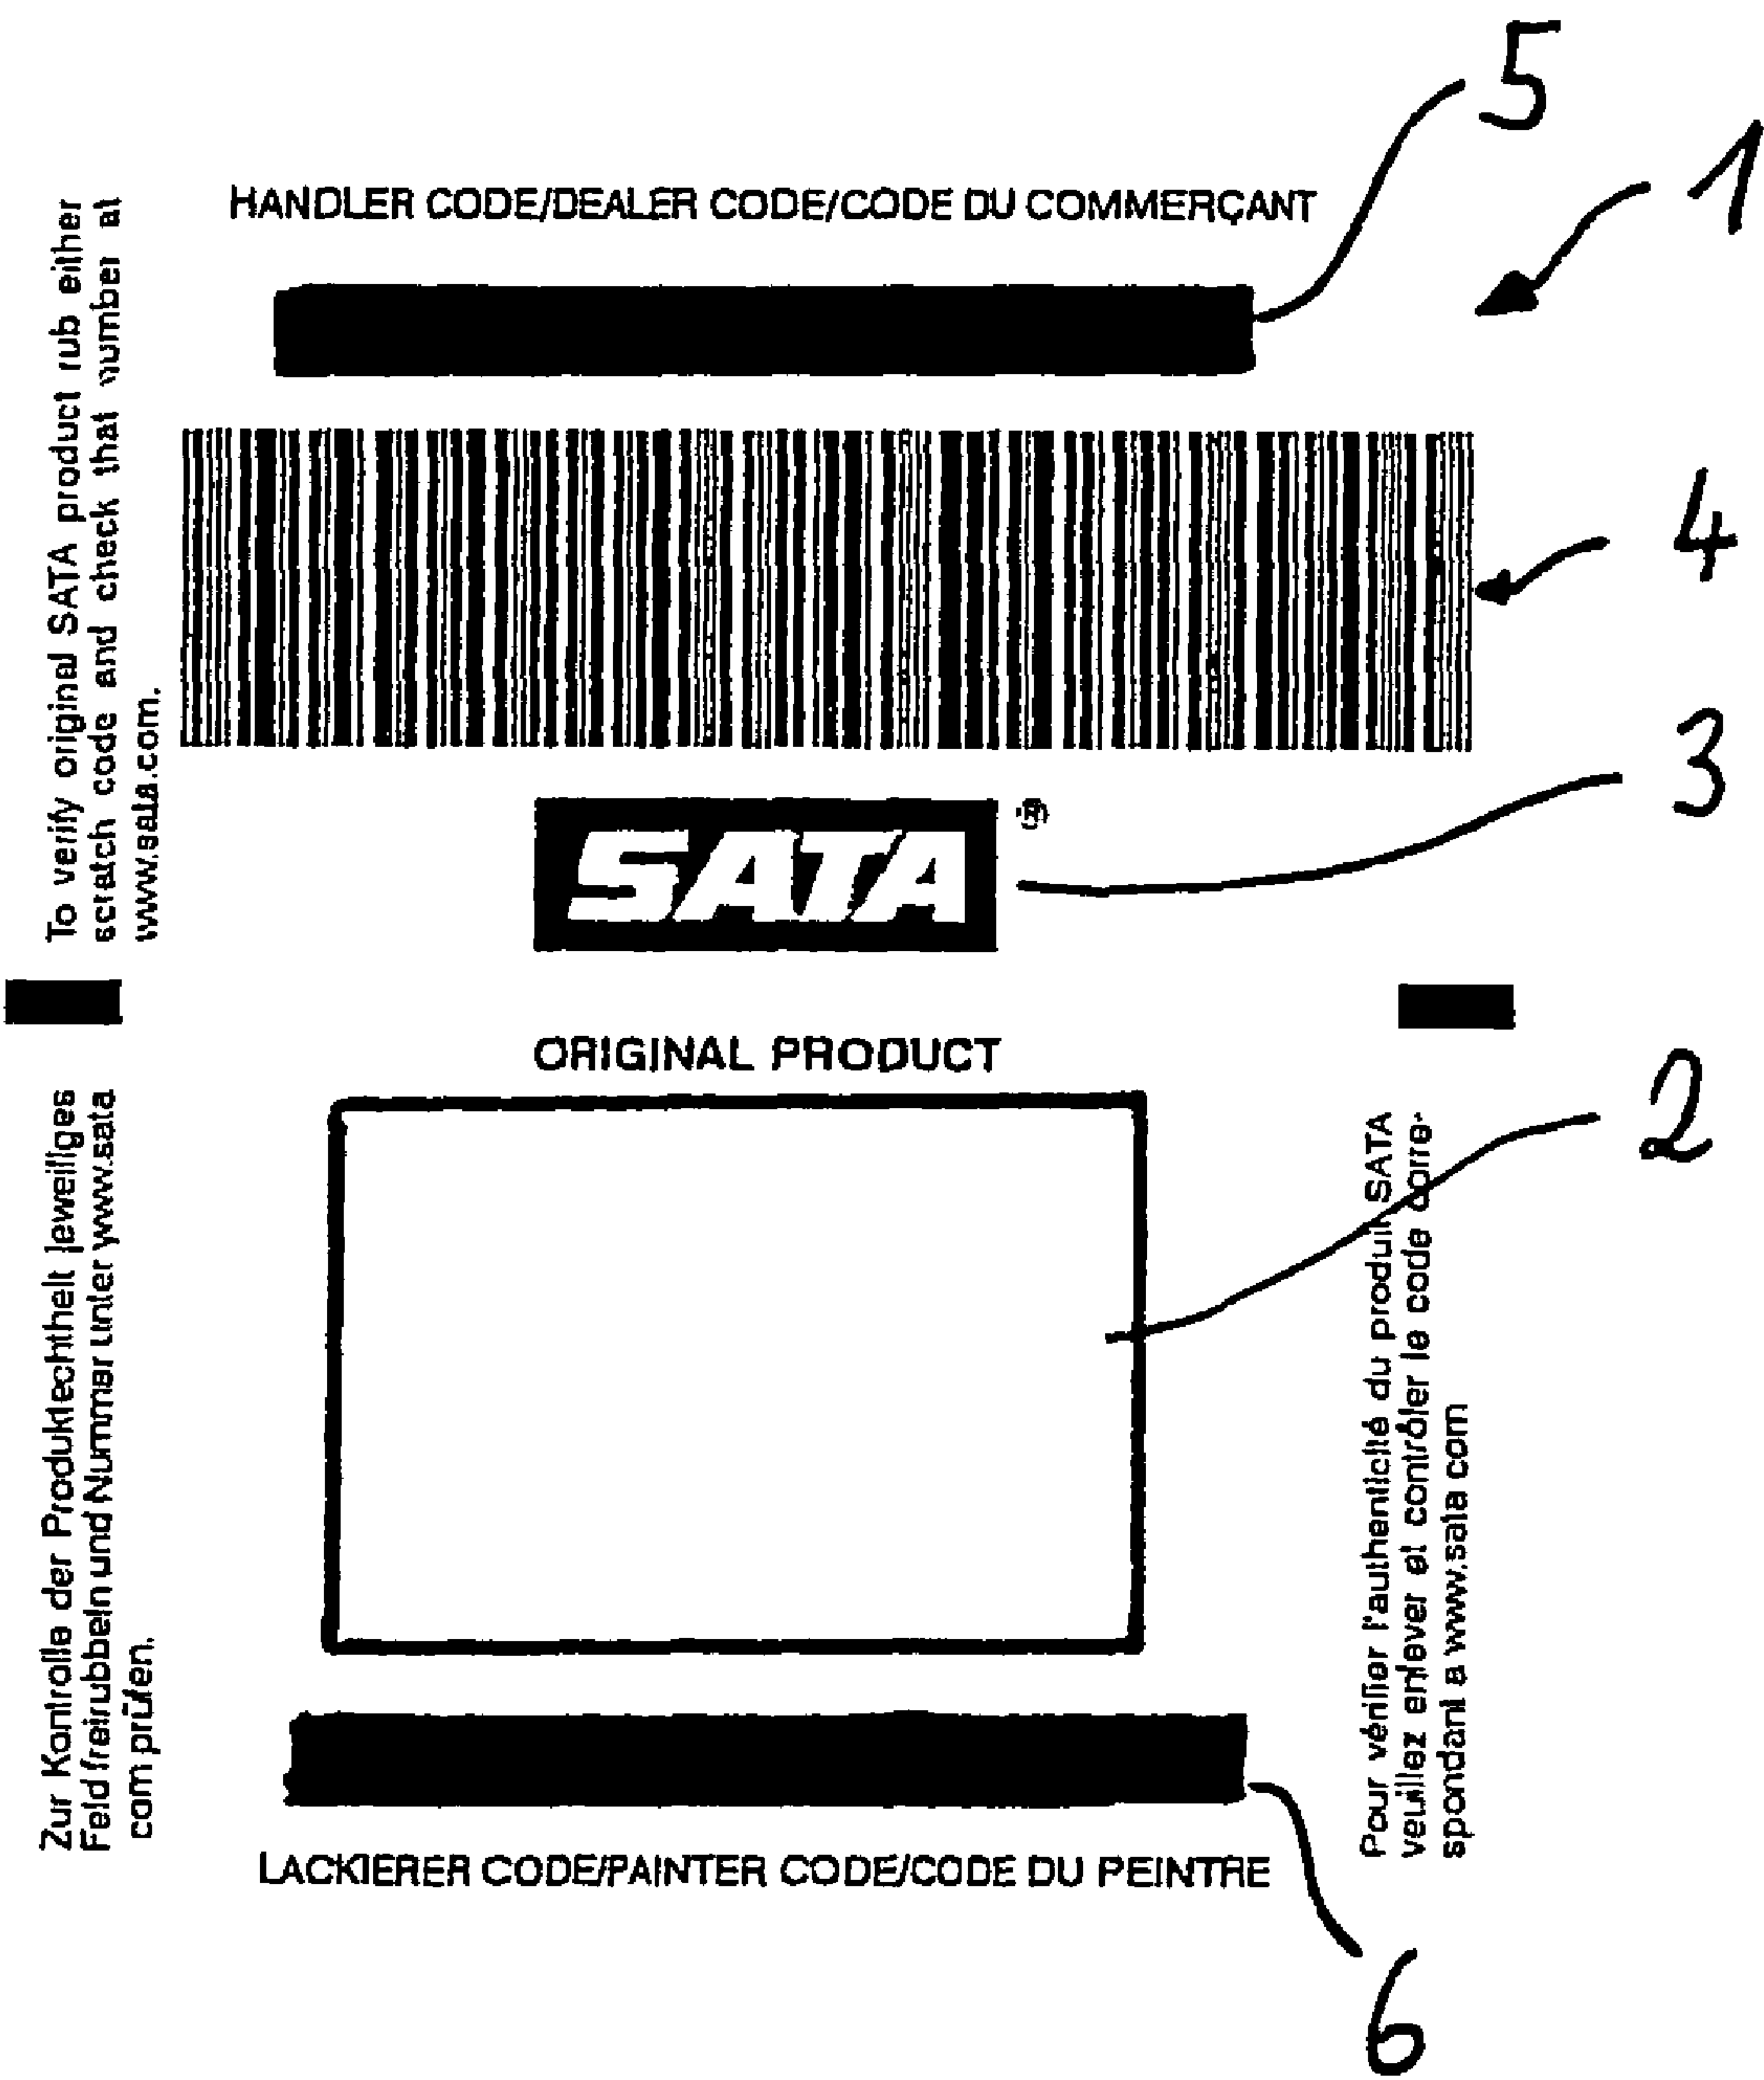 5
1
HANDLER CODE/DEALER CODE/CODE DU COMMERÇANT
To verify original SATA product rub either
scratch code and check that number at
www.sata.com.
4
3
SATA®
ORIGINAL PRODUCT
2
Zur Kontrolle der Produktechtheit jeweiliges
Feld freirubbeln und Nummer unter www.sata
com prüfen.
Pour vérifier l'authenticité du produit SATA
veuillez enlever et contrôler le code corre-
spondant a www.sata com
LACKIERER CODE/PAINTER CODE/CODE DU PEINTRE
6